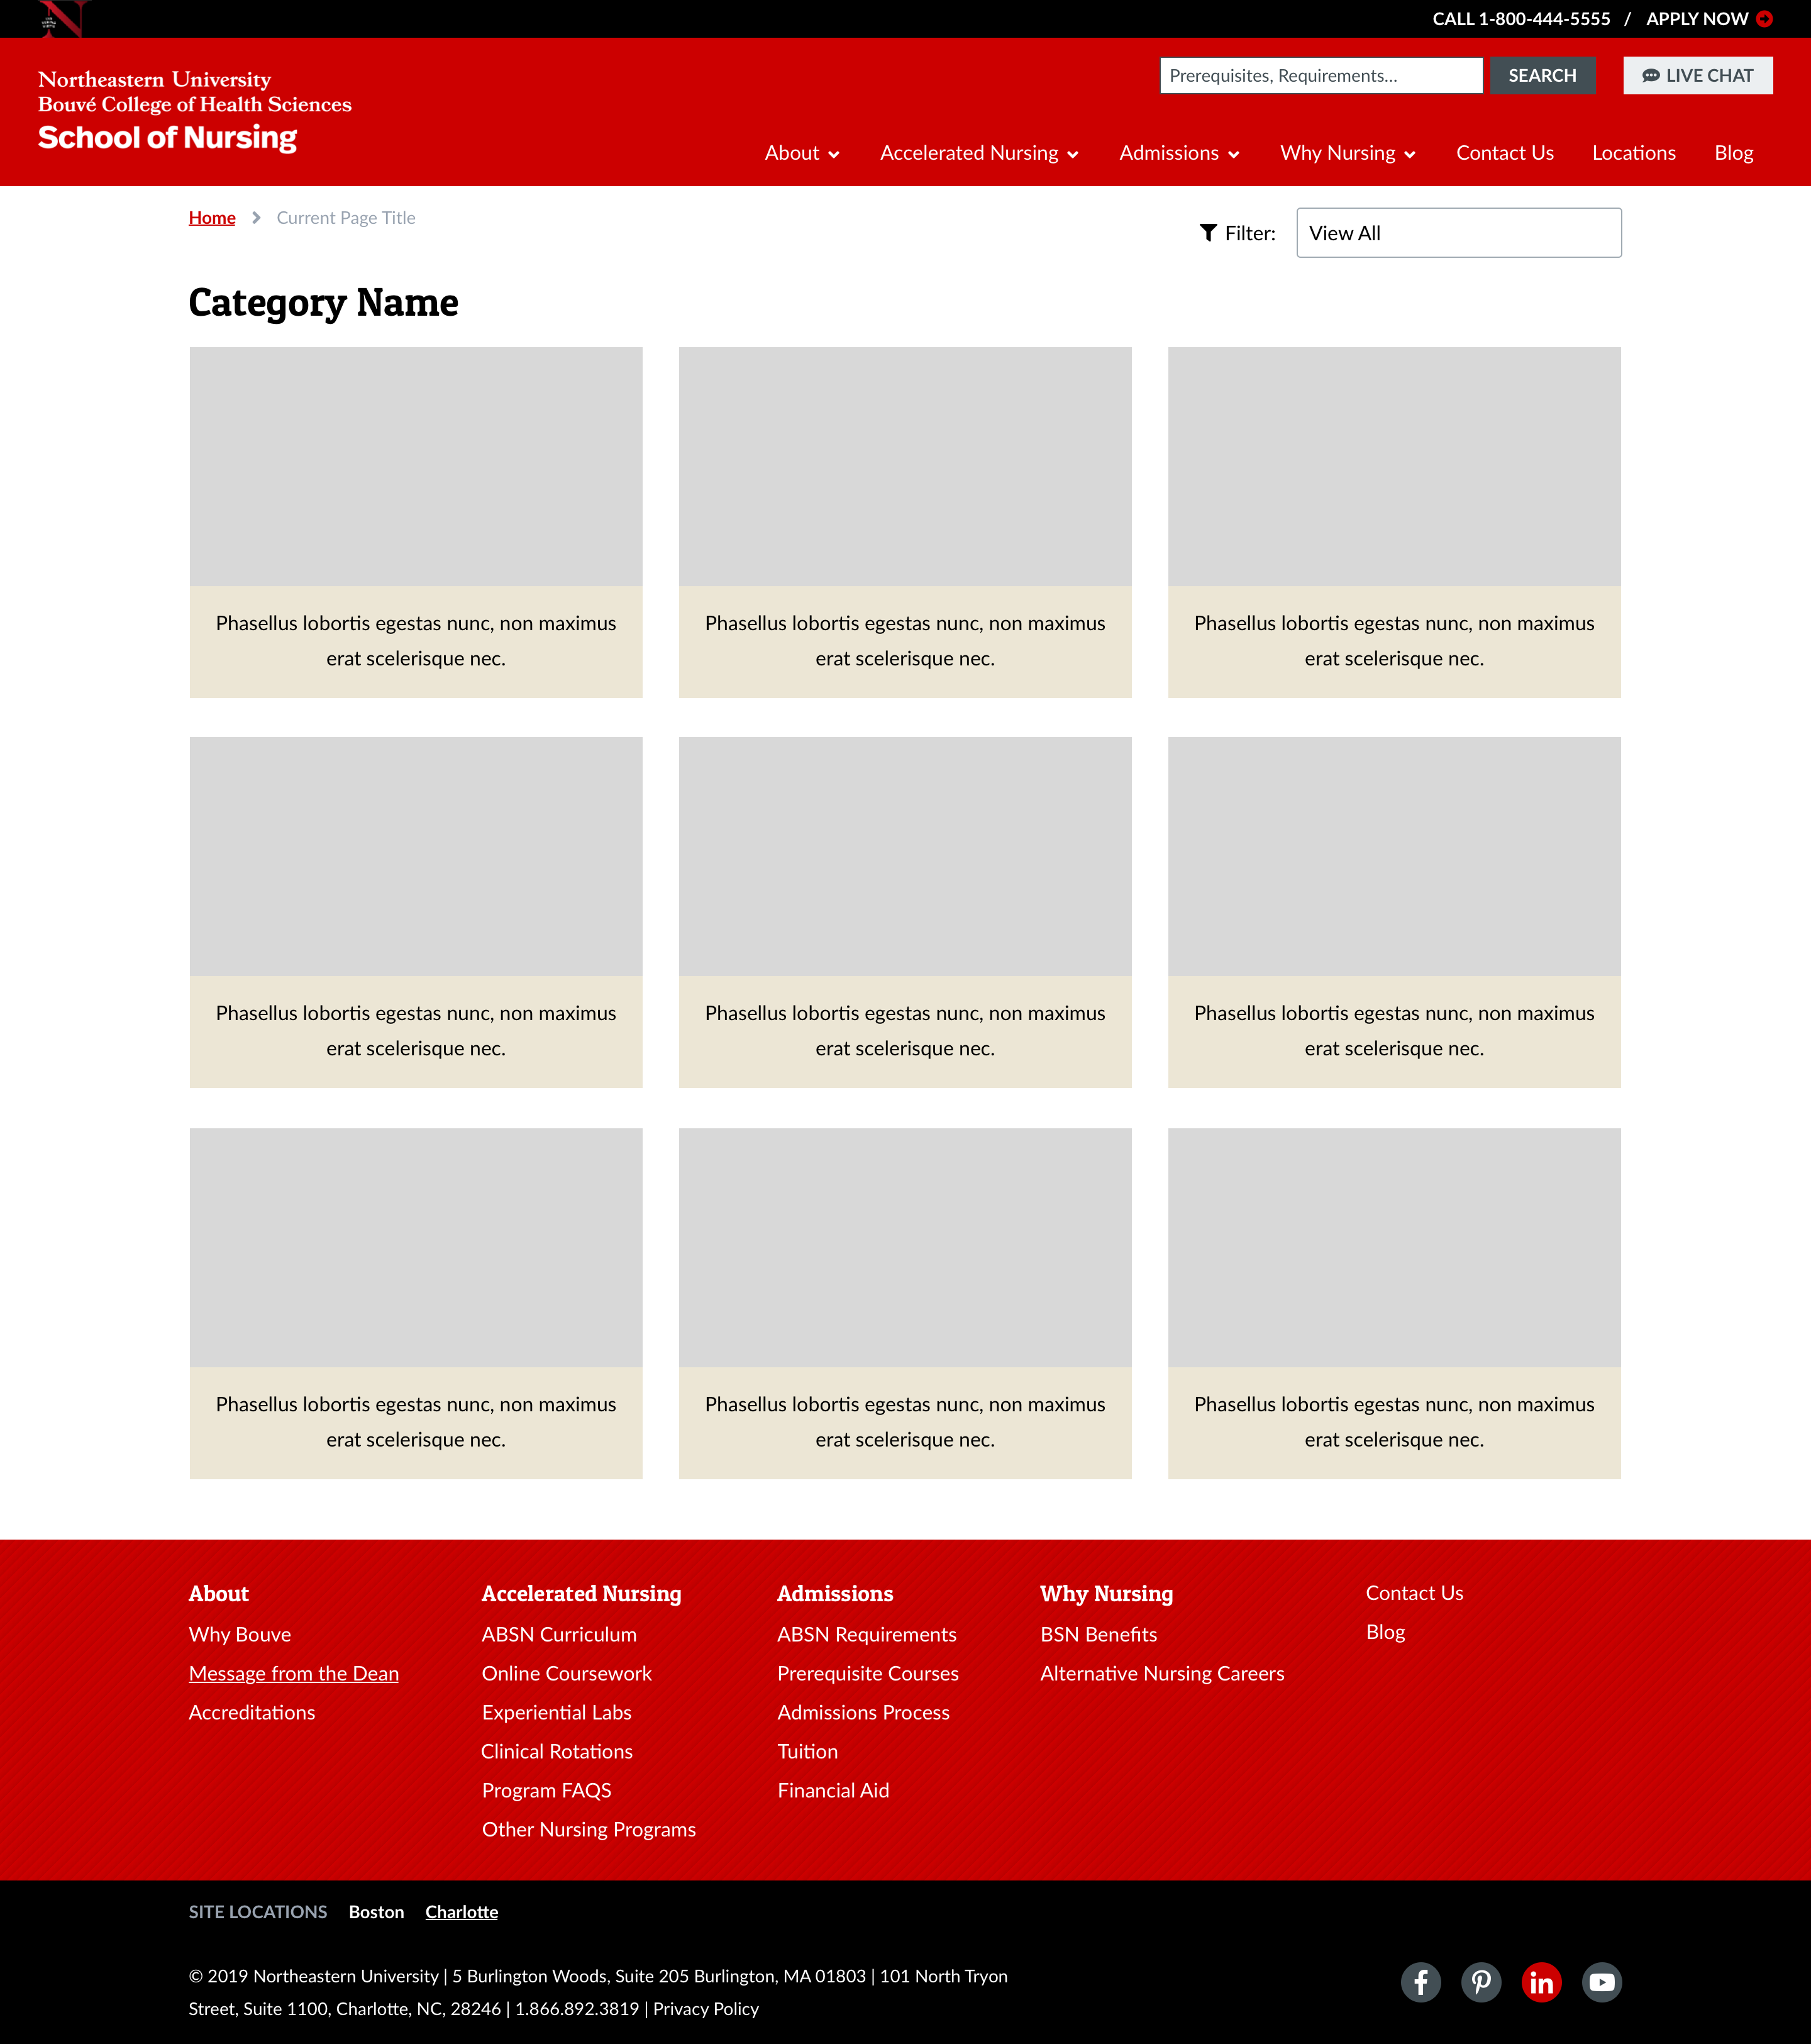 CALL 1-800-444-5555 / APPLY NOW
Northeastern University
Bouvé College of Health Sciences
School of Nursing
Prerequisites, Requirements...
SEARCH
LIVE CHAT
About
Accelerated Nursing
Admissions
Why Nursing
Contact Us
Locations
Blog
Home
Current Page Title
Filter:
View All
Category Name
Phasellus lobortis egestas nunc, non maximus
erat scelerisque nec.
Phasellus lobortis egestas nunc, non maximus
erat scelerisque nec.
Phasellus lobortis egestas nunc, non maximus
erat scelerisque nec.
Phasellus lobortis egestas nunc, non maximus
erat scelerisque nec.
Phasellus lobortis egestas nunc, non maximus
erat scelerisque nec.
Phasellus lobortis egestas nunc, non maximus
erat scelerisque nec.
Phasellus lobortis egestas nunc, non maximus
erat scelerisque nec.
Phasellus lobortis egestas nunc, non maximus
erat scelerisque nec.
Phasellus lobortis egestas nunc, non maximus
erat scelerisque nec.
About
Why Bouve
Message from the Dean
Accreditations
Accelerated Nursing
ABSN Curriculum
Online Coursework
Experiential Labs
Clinical Rotations
Program FAQS
Other Nursing Programs
Admissions
ABSN Requirements
Prerequisite Courses
Admissions Process
Tuition
Financial Aid
Why Nursing
BSN Benefits
Alternative Nursing Careers
Contact Us
Blog
SITE LOCATIONS Boston Charlotte
© 2019 Northeastern University | 5 Burlington Woods, Suite 205 Burlington, MA 01803 | 101 North Tryon
Street, Suite 1100, Charlotte, NC, 28246 | 1.866.892.3819 | Privacy Policy